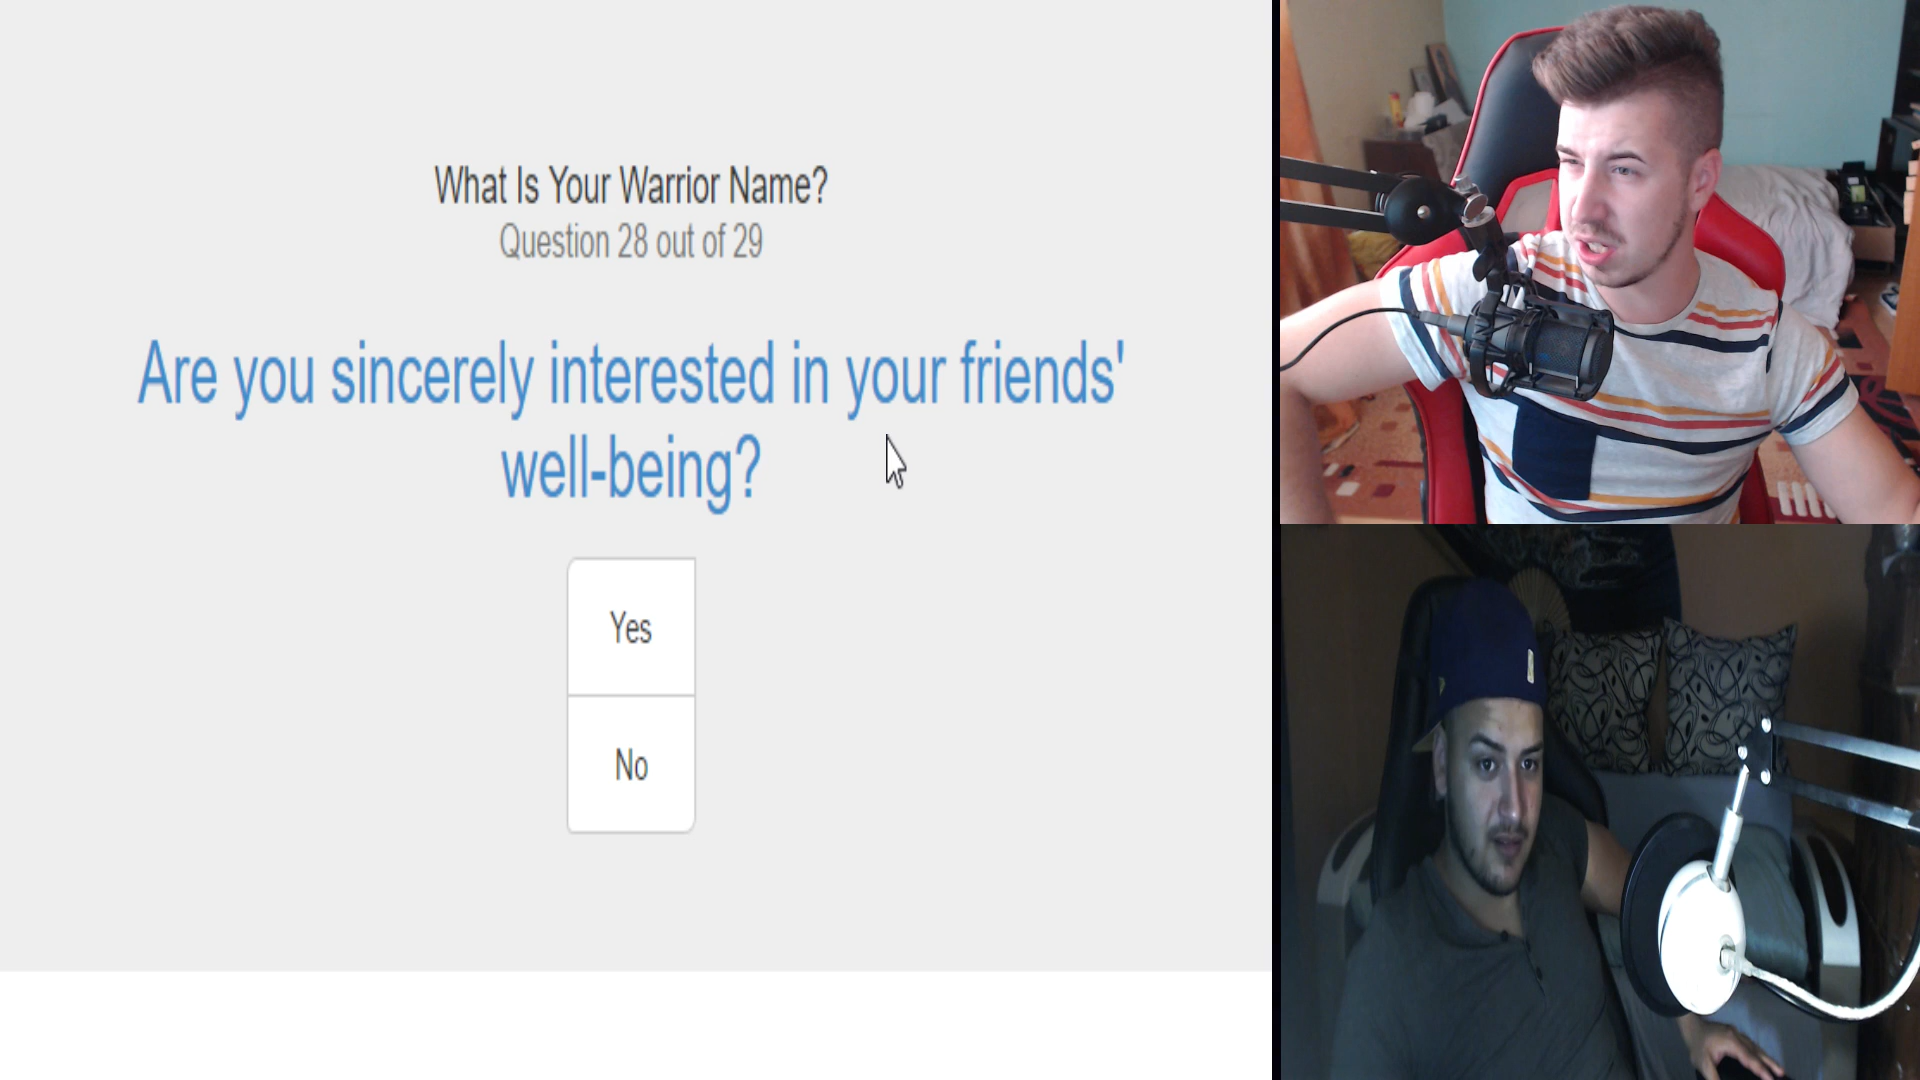 What Is Your Warrior Name?
Question 28 out of 29
Are you sincerely interested in your friends'
well-being?
Yes
No